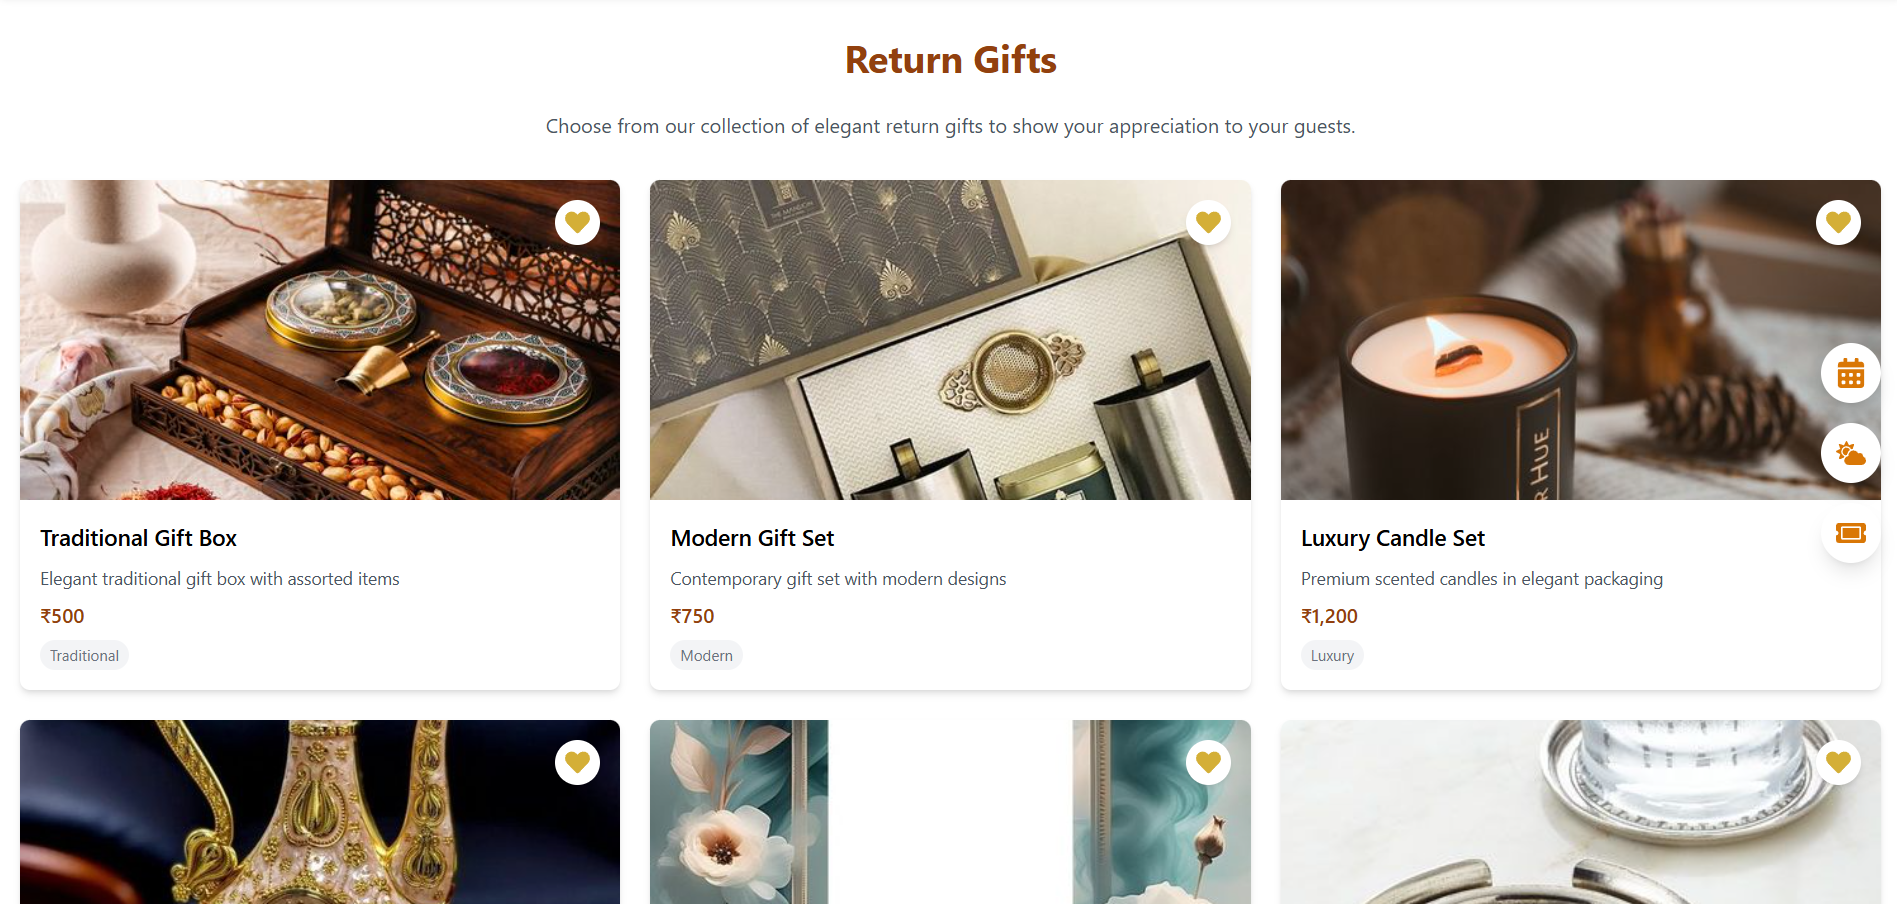 Return Gifts
Choose from our collection of elegant return gifts to show your appreciation to your guests.
THE MANSION
R HUE
Traditional Gift Box
Elegant traditional gift box with assorted items
₹500
Traditional
Modern Gift Set
Contemporary gift set with modern designs
₹750
Modern
Luxury Candle Set
Premium scented candles in elegant packaging
₹1,200
Luxury